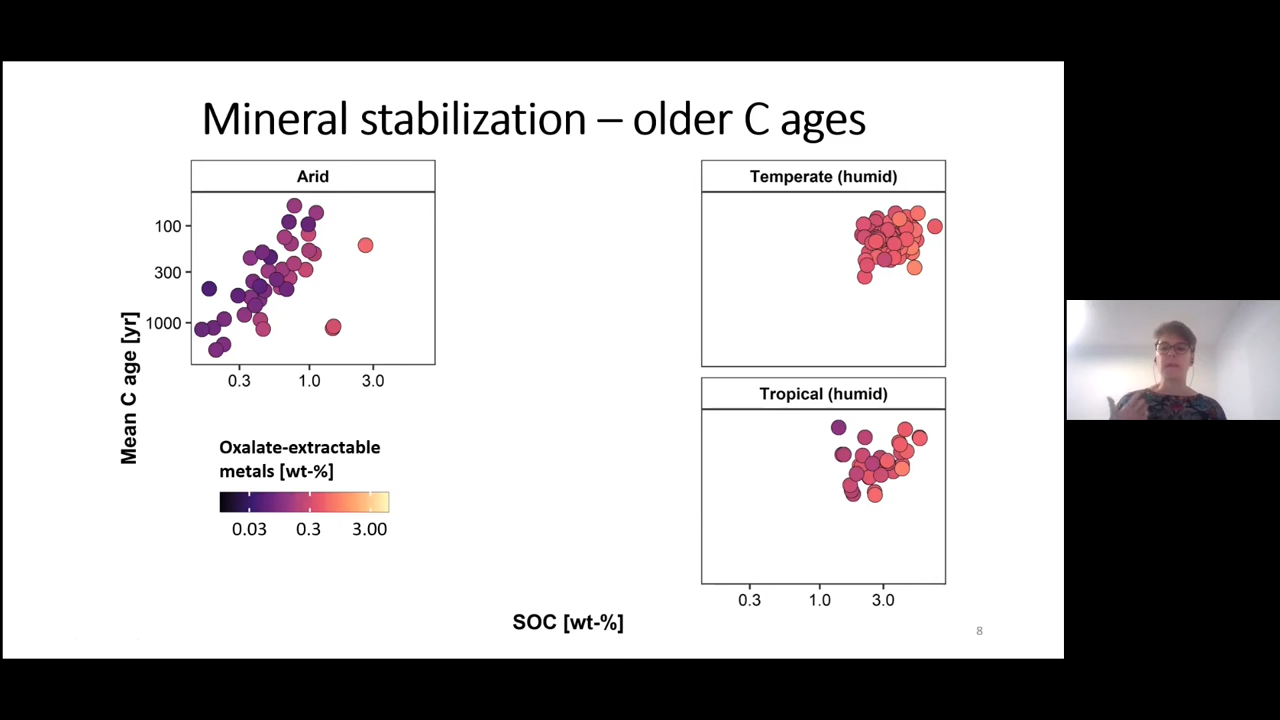 Mineral stabilization – older C ages
Arid
100
300
1000
0.3 1.0 3.0
Mean C age [yr]
Oxalate-extractable
metals [wt-%]
0.03 0.3 3.00
Temperate (humid)
Tropical (humid)
0.3 1.0 3.0
SOC [wt-%]
8